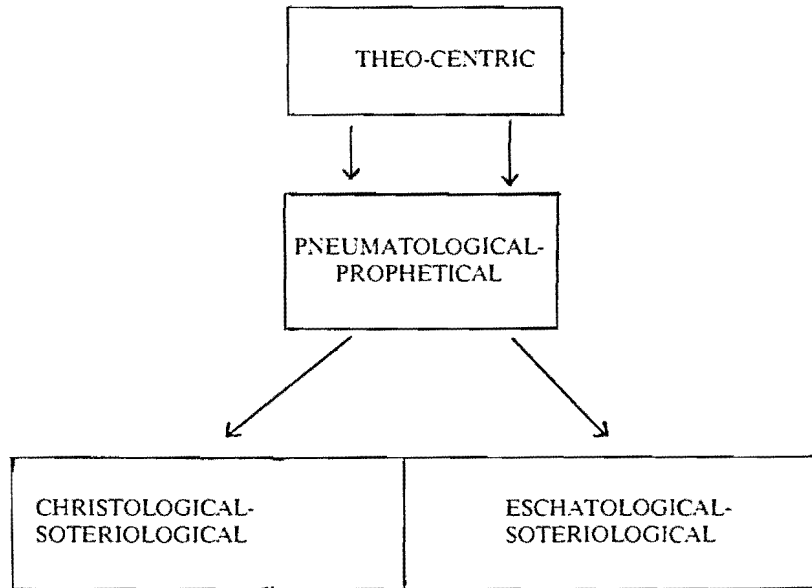 THEO-CENTRIC
PNEUMATOLOGICAL-
PROPHETICAL
CHRISTOLOGICAL-
SOTERIOLOGICAL
ESCHATOLOGICAL-
SOTERIOLOGICAL